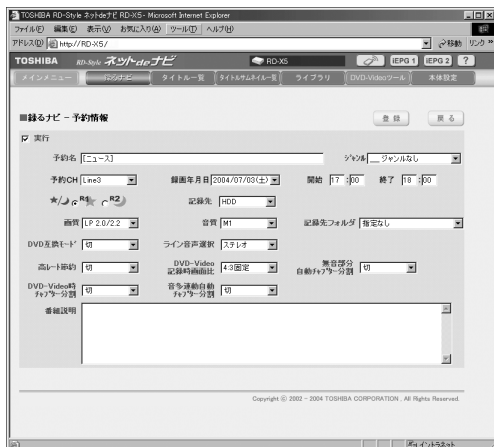 TOSHIBA RD-Style ネットdeナビ RD-X5- Microsoft Internet Explorer
ファイル(F) 編集(E) 表示(V) お気に入り(A) ツール(T) ヘルプ(H)
アドレス(D) http://RD-X5/ 移動 リンク »
TOSHIBA RD-Style ネットdeナビ RD-X5 iEPG 1 iEPG 2 ?
メインメニュー 録るナビ タイトル一覧 タイトルサムネイル一覧 ライブラリ DVD-Videoツール 本体設定
■録るナビ - 予約情報 登録 戻る
実行
予約名 [ニュース] ジャンル __ ジャンルなし
予約CH Line3 録画年月日 2004/07/03(土) 開始 17 :00 終了 18 :00
R1 R2 記録先 HDD
画質 LP 2.0/2.2 音質 M1 記録先フォルダ 指定なし
DVD互換モード 切 ライン音声選択 ステレオ
高レート節約 切 DVD-Video記録時画面比 4:3固定 無音部分自動チャプター分割 切
DVD-Video時チャプター分割 切 音多連動自動チャプター分割 切
番組説明
Copyright © 2002 - 2004 TOSHIBA CORPORATION, All Rights Reserved.
イントラネット